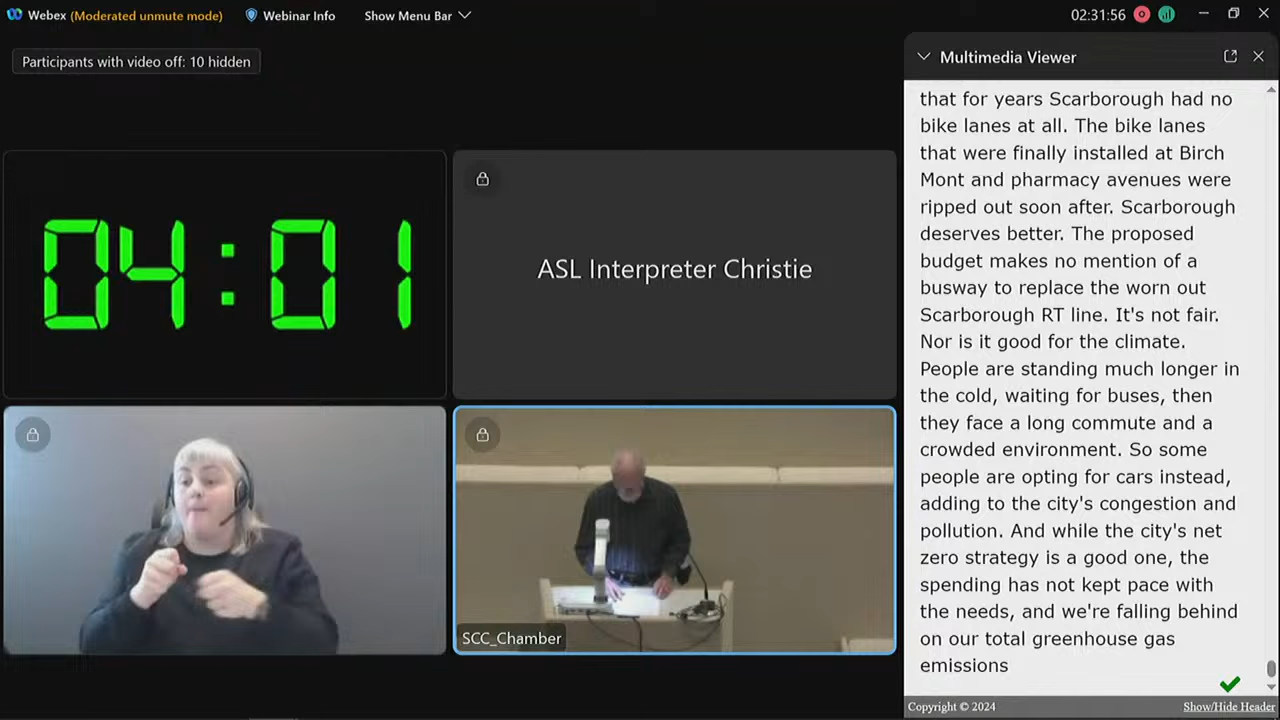 Webex (Moderated unmute mode) Webinar Info Show Menu Bar 02:31:56
Participants with video off: 10 hidden
04:01
ASL Interpreter Christie
SCC_Chamber
Multimedia Viewer
that for years Scarborough had no
bike lanes at all. The bike lanes
that were finally installed at Birch
Mont and pharmacy avenues were
ripped out soon after. Scarborough
deserves better. The proposed
budget makes no mention of a
busway to replace the worn out
Scarborough RT line. It's not fair.
Nor is it good for the climate.
People are standing much longer in
the cold, waiting for buses, then
they face a long commute and a
crowded environment. So some
people are opting for cars instead,
adding to the city's congestion and
pollution. And while the city's net
zero strategy is a good one, the
spending has not kept pace with
the needs, and we're falling behind
on our total greenhouse gas
emissions
Copyright © 2024 Show/Hide Header